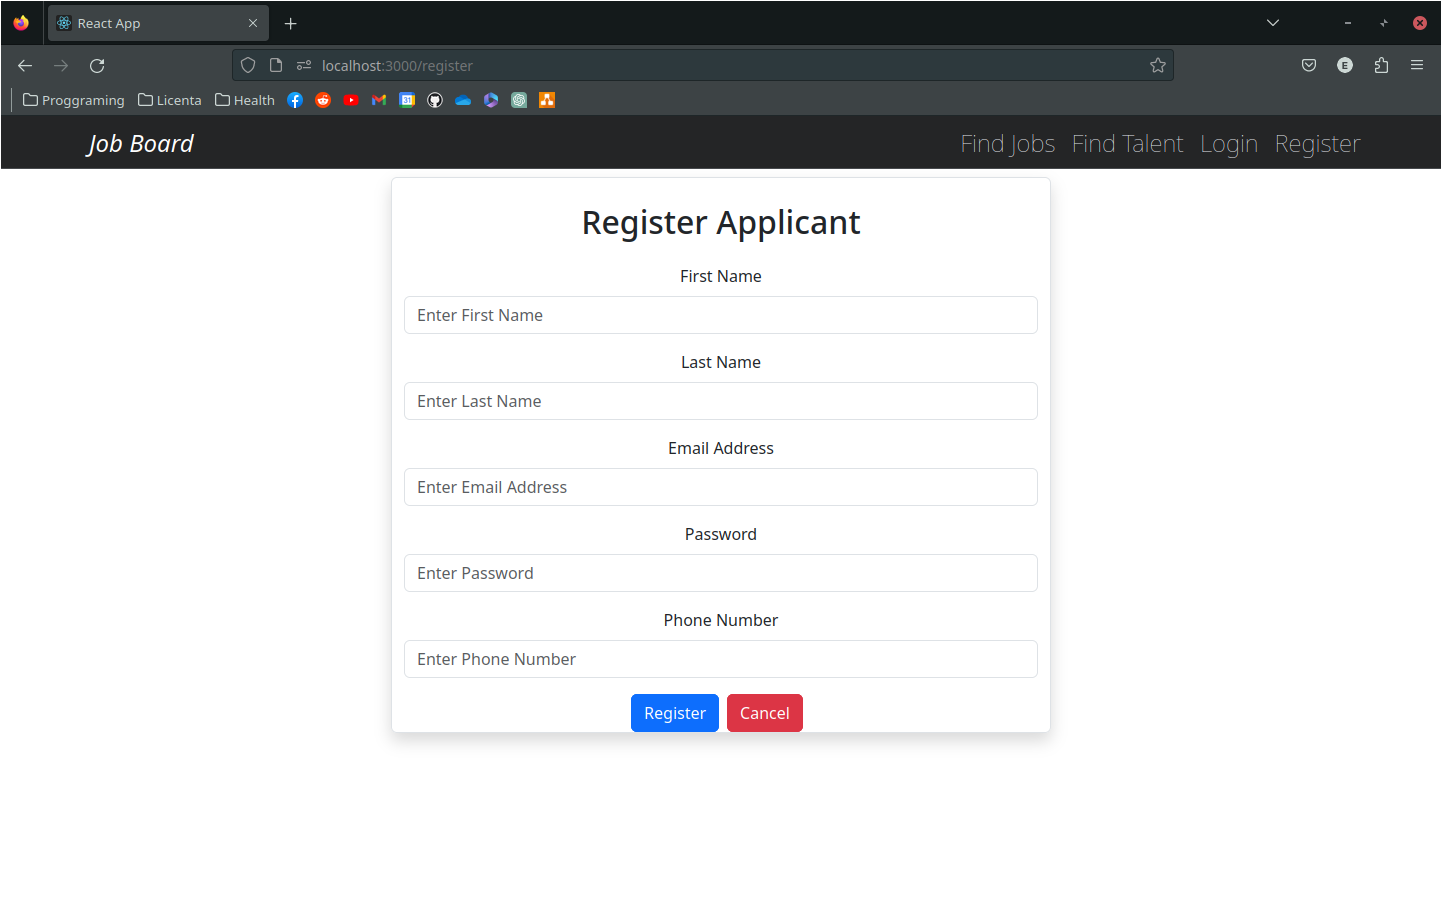 React App
localhost:3000/register
Proggraming Licenta Health
Job Board Find Jobs Find Talent Login Register
Register Applicant
First Name
Enter First Name
Last Name
Enter Last Name
Email Address
Enter Email Address
Password
Enter Password
Phone Number
Enter Phone Number
Register Cancel